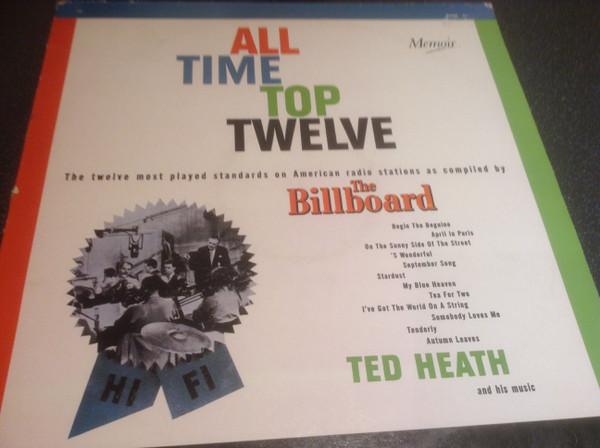 ALL
TIME
TOP
TWELVE
Memoir
The twelve most played standards on American radio stations as compiled by
The
Billboard
Begin The Beguine
April In Paris
On The Sunny Side Of The Street
'S Wonderful
September Song
Stardust
My Blue Heaven
Tea For Two
I've Got The World On A String
Somebody Loves Me
Tenderly
Autumn Leaves
HI FI
TED HEATH
and his music